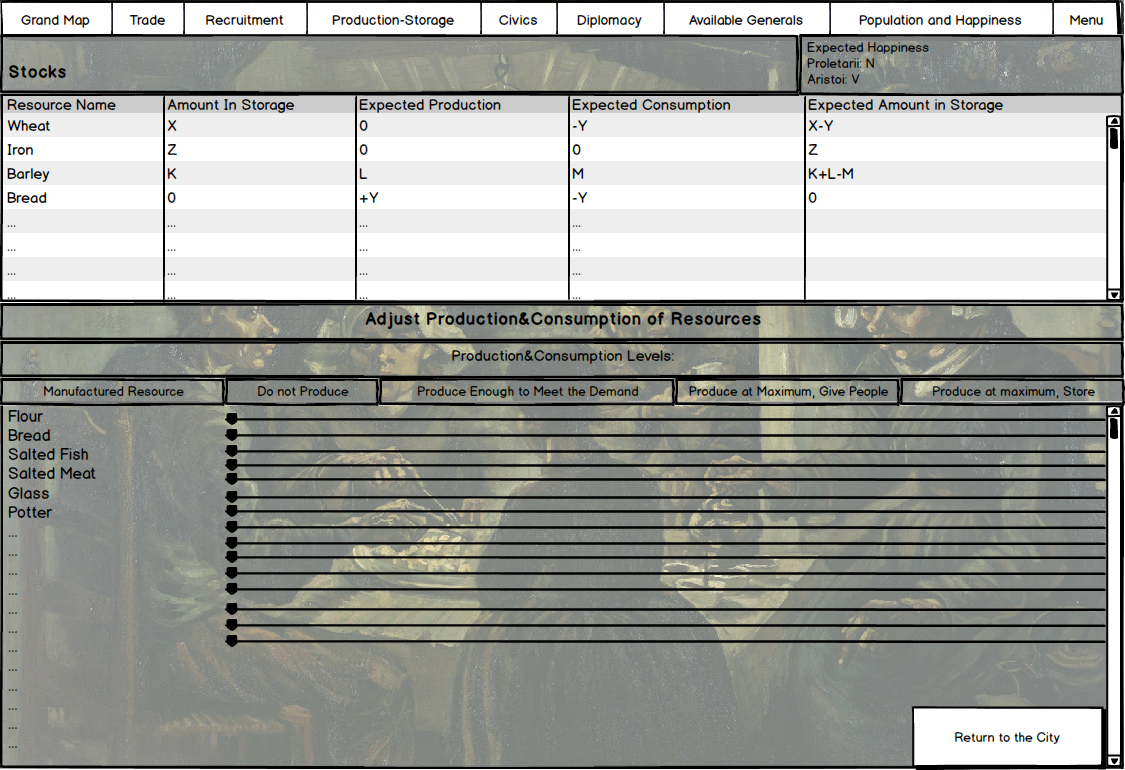 Grand Map Trade Recruitment Production-Storage Civics Diplomacy Available Generals Population and Happiness Menu
Stocks
Expected Happiness
Proletarii: N
Aristoi: V
Resource Name Amount In Storage Expected Production Expected Consumption Expected Amount in Storage
Wheat X 0 -Y X-Y
Iron Z 0 0 Z
Barley K L M K+L-M
Bread 0 +Y -Y 0
... ... ... ...
... ... ... ...
... ... ... ...
... ... ... ...
Adjust Production&Consumption of Resources
Production&Consumption Levels:
Manufactured Resource Do not Produce Produce Enough to Meet the Demand Produce at Maximum, Give People Produce at maximum, Store
Flour
Bread
Salted Fish
Salted Meat
Glass
Potter
...
...
...
...
...
...
...
...
...
...
...
...
Return to the City